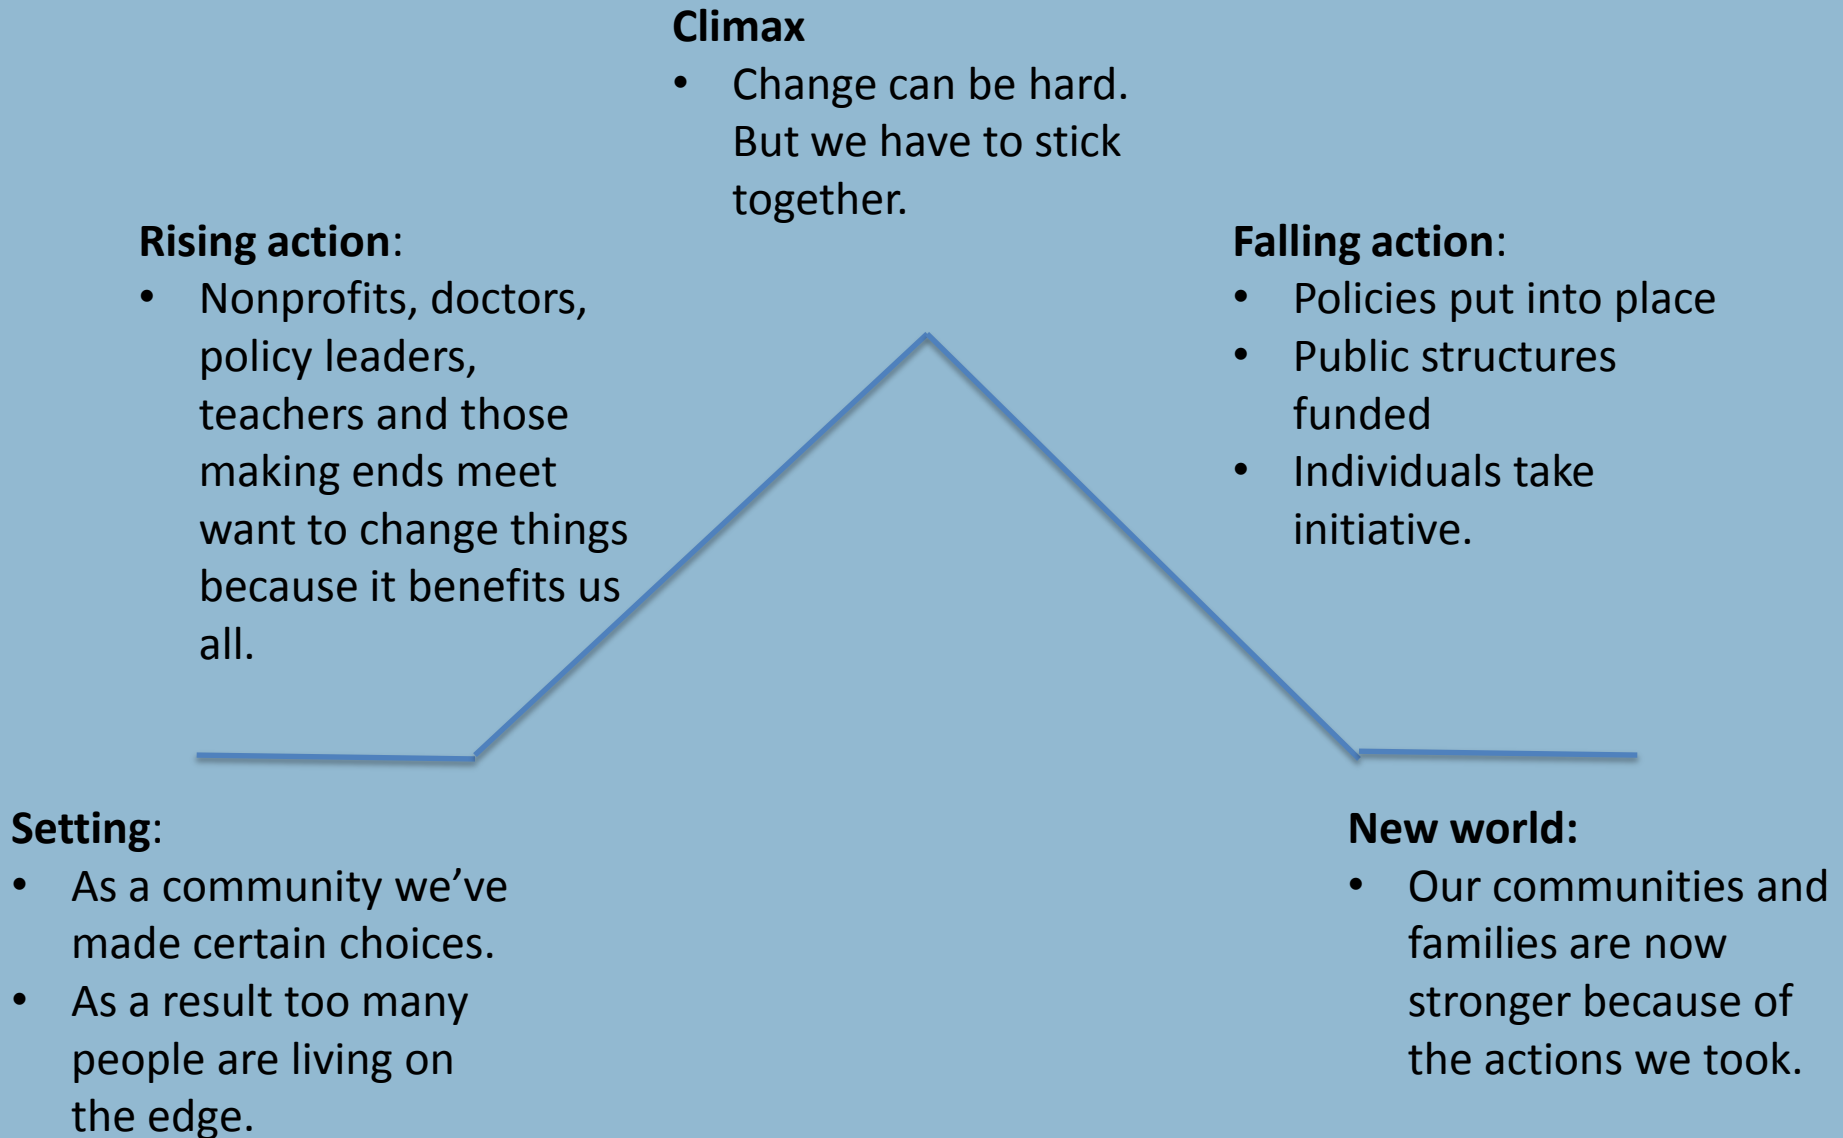 Climax
• Change can be hard.
But we have to stick
together.
Rising action:
• Nonprofits, doctors,
policy leaders,
teachers and those
making ends meet
want to change things
because it benefits us
all.
Falling action:
• Policies put into place
• Public structures
funded
• Individuals take
initiative.
Setting:
• As a community we’ve
made certain choices.
• As a result too many
people are living on
the edge.
New world:
• Our communities and
families are now
stronger because of
the actions we took.